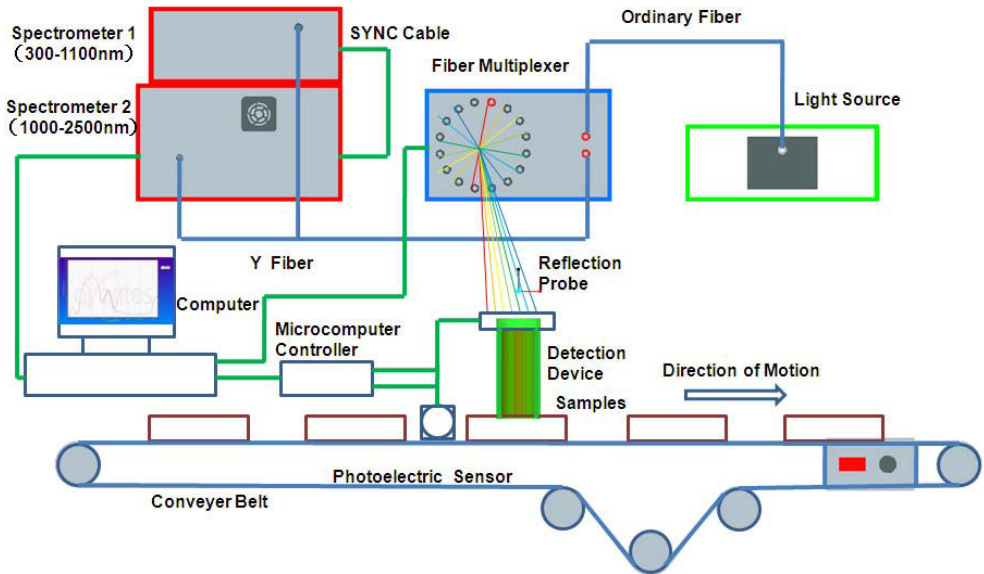 Spectrometer 1
（300-1100nm）
SYNC Cable
Ordinary Fiber
Fiber Multiplexer
Spectrometer 2
(1000-2500nm）
Light Source
Y Fiber
Reflection
Probe
Computer
Microcomputer
Controller
Detection
Device
Direction of Motion
Samples
Photoelectric Sensor
Conveyer Belt